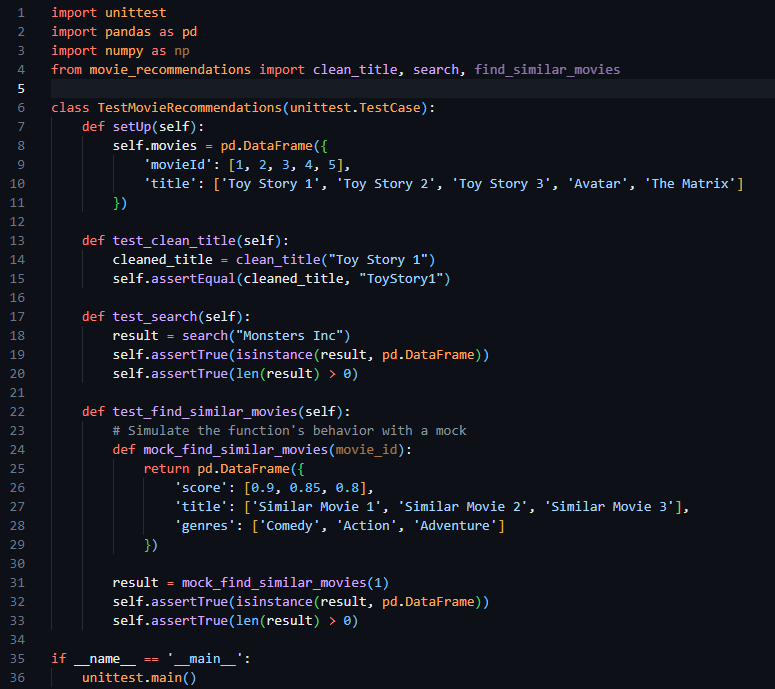 1 import unittest
2 import pandas as pd
3 import numpy as np
4 from movie_recommendations import clean_title, search, find_similar_movies
5
6 class TestMovieRecommendations(unittest.TestCase):
7     def setUp(self):
8         self.movies = pd.DataFrame({
9             'movieId': [1, 2, 3, 4, 5],
10             'title': ['Toy Story 1', 'Toy Story 2', 'Toy Story 3', 'Avatar', 'The Matrix']
11         })
12
13     def test_clean_title(self):
14         cleaned_title = clean_title("Toy Story 1")
15         self.assertEqual(cleaned_title, "ToyStory1")
16
17     def test_search(self):
18         result = search("Monsters Inc")
19         self.assertTrue(isinstance(result, pd.DataFrame))
20         self.assertTrue(len(result) > 0)
21
22     def test_find_similar_movies(self):
23         # Simulate the function's behavior with a mock
24         def mock_find_similar_movies(movie_id):
25             return pd.DataFrame({
26                 'score': [0.9, 0.85, 0.8],
27                 'title': ['Similar Movie 1', 'Similar Movie 2', 'Similar Movie 3'],
28                 'genres': ['Comedy', 'Action', 'Adventure']
29             })
30
31         result = mock_find_similar_movies(1)
32         self.assertTrue(isinstance(result, pd.DataFrame))
33         self.assertTrue(len(result) > 0)
34
35 if __name__ == '__main__':
36     unittest.main()